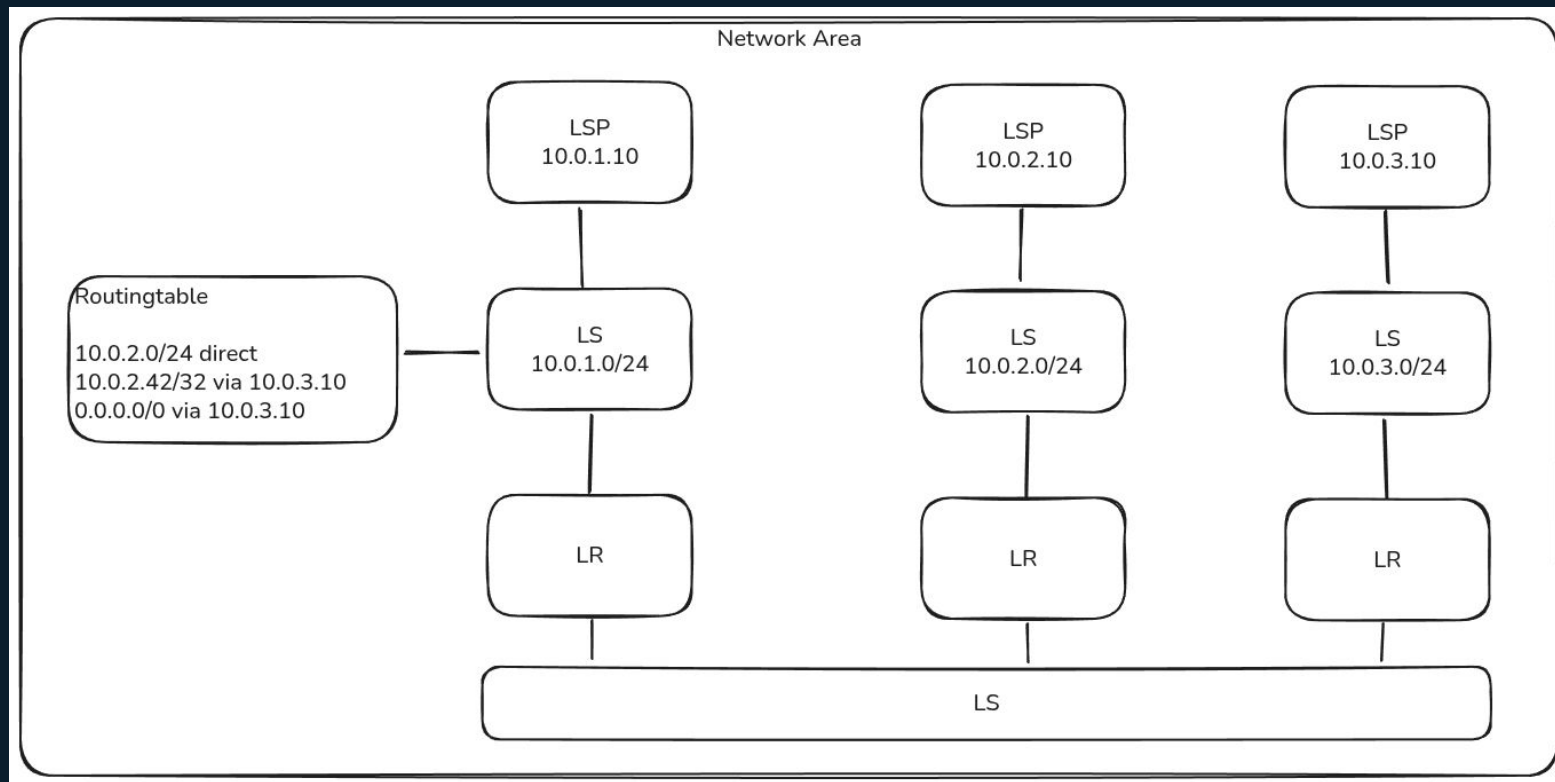 Network Area
LSP
10.0.1.10
LSP
10.0.2.10
LSP
10.0.3.10
Routingtable
10.0.2.0/24 direct
10.0.2.42/32 via 10.0.3.10
0.0.0.0/0 via 10.0.3.10
LS
10.0.1.0/24
LS
10.0.2.0/24
LS
10.0.3.0/24
LR
LR
LR
LS